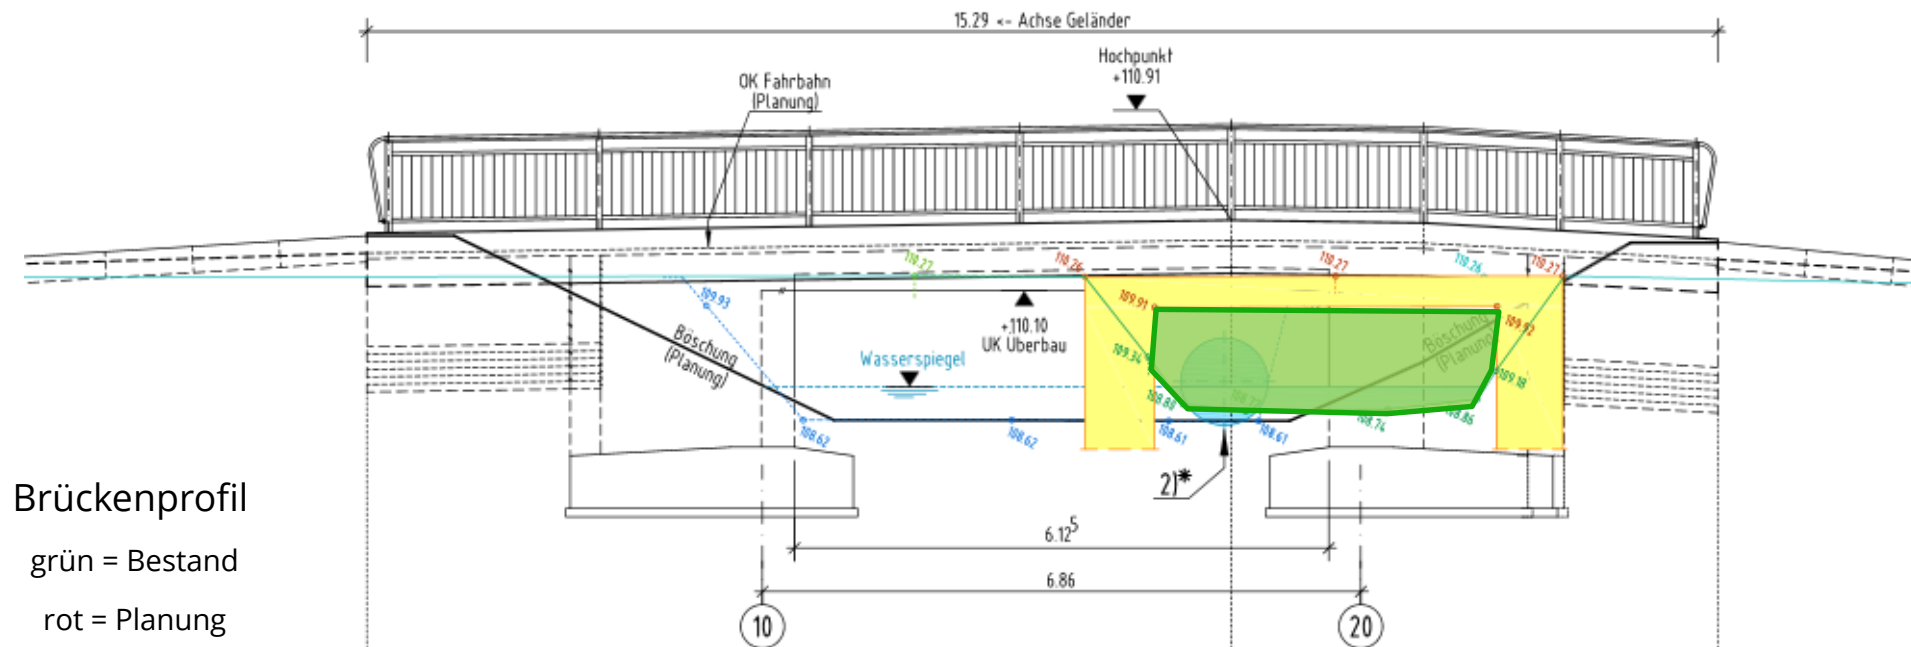 15.29 <- Achse Geländer
Hochpunkt
+110.91
OK Fahrbahn
(Planung)
110.27
110.26
110.27
110.26
110.27
109.93
109.91
109.92
+110.10
UK Überbau
Böschung
(Planung)
Böschung
(Planung)
Wasserspiegel
109.34
109.18
108.88
108.77
108.74
108.86
108.62
108.62
108.61
108.61
2)*
Brückenprofil
grün = Bestand
rot = Planung
6.12⁵
6.86
10
20